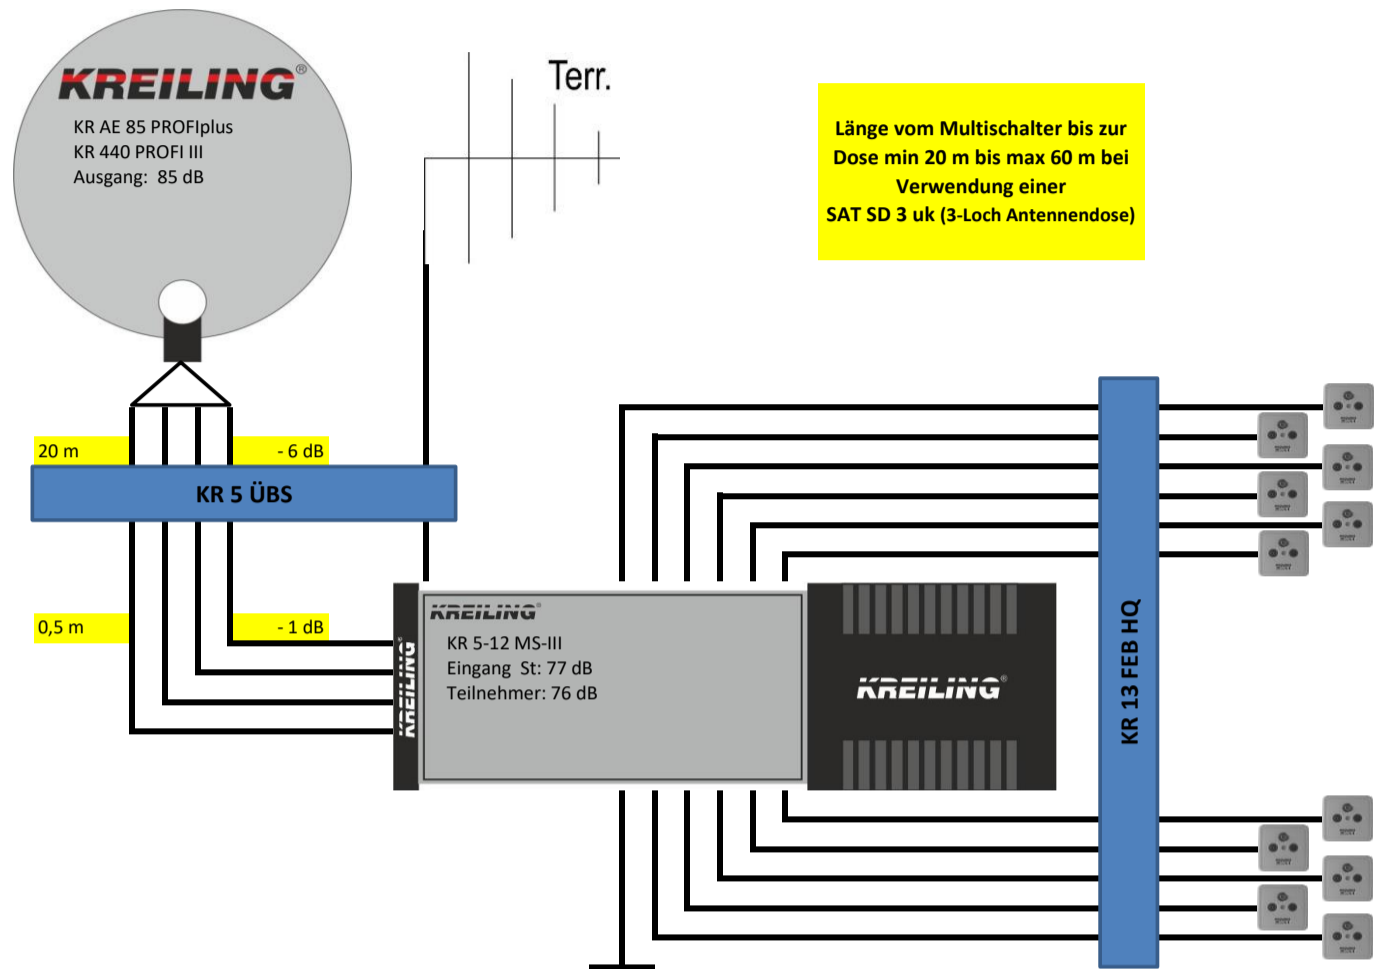 KREILING®
KR AE 85 PROFIplus
KR 440 PROFI III
Ausgang: 85 dB
Terr.
Länge vom Multischalter bis zur
Dose min 20 m bis max 60 m bei
Verwendung einer
SAT SD 3 uk (3-Loch Antennendose)
20 m
- 6 dB
KR 5 ÜBS
0,5 m
- 1 dB
KREILING®
KREILING®
KR 5-12 MS-III
Eingang St: 77 dB
Teilnehmer: 76 dB
KREILING®
KR 13 FEB HQ